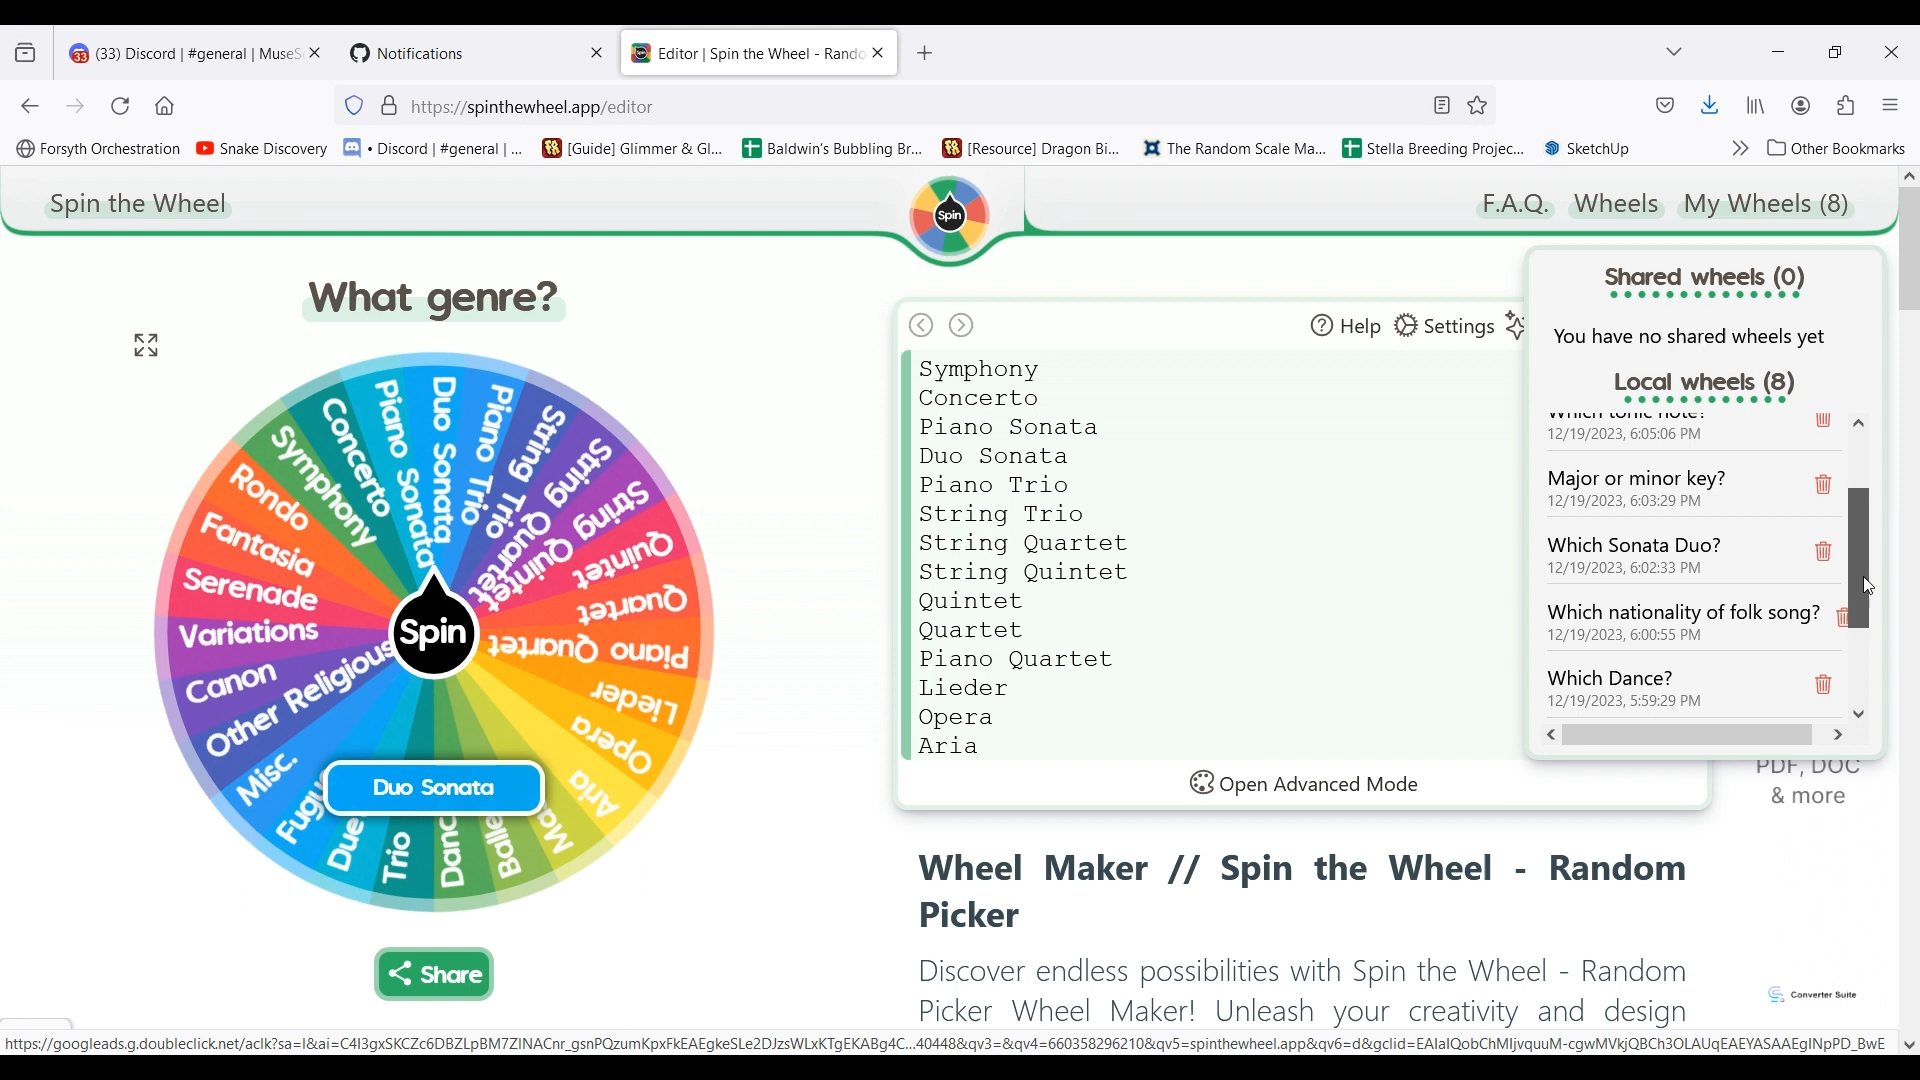 (33) Discord | #general | MuseS
Notifications
Editor | Spin the Wheel - Rando
https://spinthewheel.app/editor
Forsyth Orchestration
Snake Discovery
• Discord | #general | ...
[Guide] Glimmer & Gl...
Baldwin's Bubbling Br...
[Resource] Dragon Bi...
The Random Scale Ma...
Stella Breeding Projec...
SketchUp
Other Bookmarks
Spin the Wheel
Spin
F.A.Q.
Wheels
My Wheels (8)
What genre?
Symphony
Concerto
Piano Sonata
Duo Sonata
Piano Trio
String Trio
String Quartet
String Quintet
Quintet
Quartet
Piano Quartet
Lieder
Opera
Aria
Ma
Balle
Danc
Trio
Due
Fugu
Misc.
Other Religious
Canon
Variations
Serenade
Fantasia
Rondo
Spin
Duo Sonata
Share
Help
Settings
Symphony
Concerto
Piano Sonata
Duo Sonata
Piano Trio
String Trio
String Quartet
String Quintet
Quintet
Quartet
Piano Quartet
Lieder
Opera
Aria
Open Advanced Mode
Shared wheels (0)
You have no shared wheels yet
Local wheels (8)
Which tonic note?
12/19/2023, 6:05:06 PM
Major or minor key?
12/19/2023, 6:03:29 PM
Which Sonata Duo?
12/19/2023, 6:02:33 PM
Which nationality of folk song?
12/19/2023, 6:00:55 PM
Which Dance?
12/19/2023, 5:59:29 PM
PDF, DOC
& more
Converter Suite
Wheel Maker // Spin the Wheel - Random
Picker
Discover endless possibilities with Spin the Wheel - Random
Picker Wheel Maker! Unleash your creativity and design